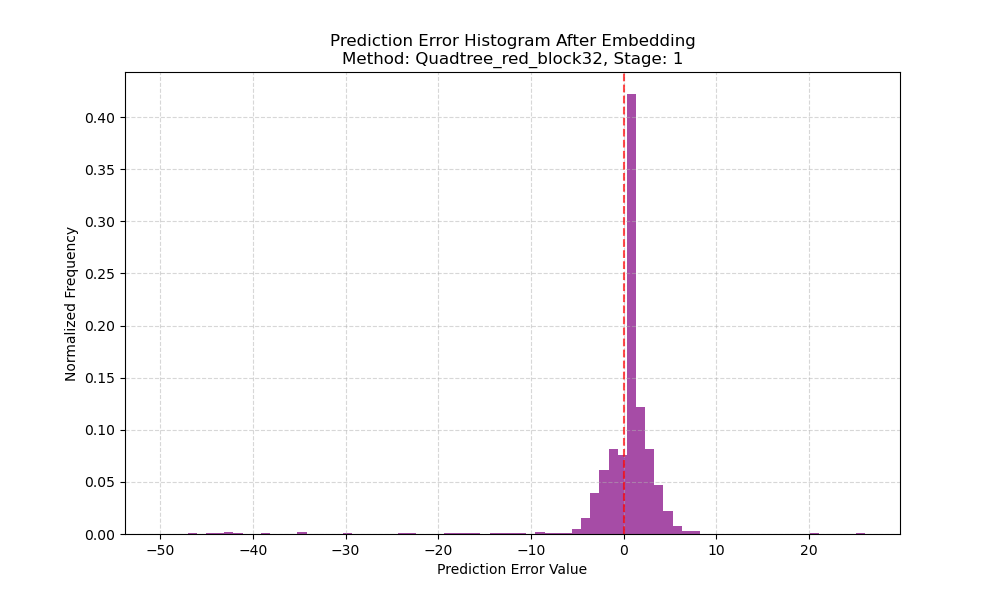 Prediction Error Histogram After Embedding
Method: Quadtree_red_block32, Stage: 1
Normalized Frequency
0.40
0.35
0.30
0.25
0.20
0.15
0.10
0.05
0.00
−50 −40 −30 −20 −10 0 10 20
Prediction Error Value